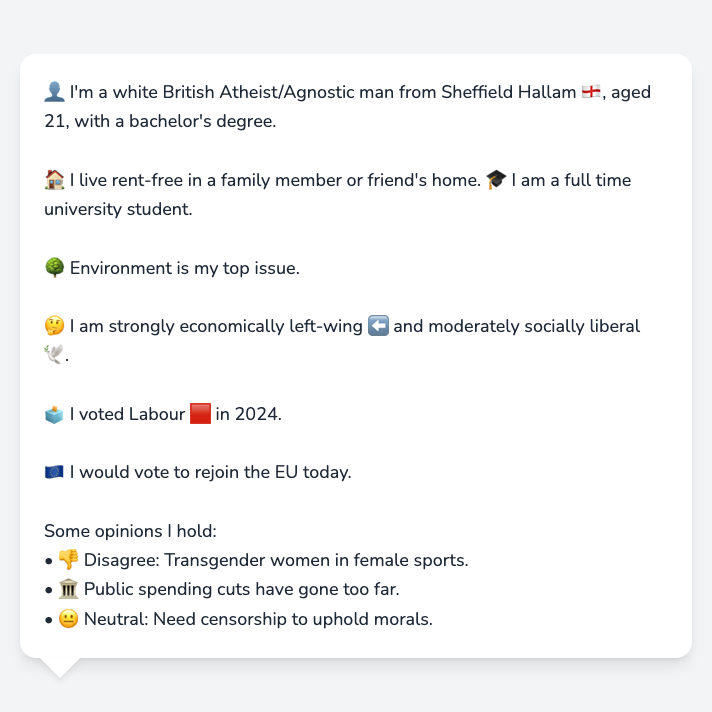 👤 I'm a white British Atheist/Agnostic man from Sheffield Hallam 🏴󠁧󠁢󠁥󠁮󠁧󠁿, aged
21, with a bachelor's degree.
🏠 I live rent-free in a family member or friend's home. 🎓 I am a full time
university student.
🌳 Environment is my top issue.
🤔 I am strongly economically left-wing ⬅️ and moderately socially liberal
🕊️.
🗳️ I voted Labour 🟥 in 2024.
🇪🇺 I would vote to rejoin the EU today.
Some opinions I hold:
• 👎 Disagree: Transgender women in female sports.
• 🏛️ Public spending cuts have gone too far.
• 😐 Neutral: Need censorship to uphold morals.